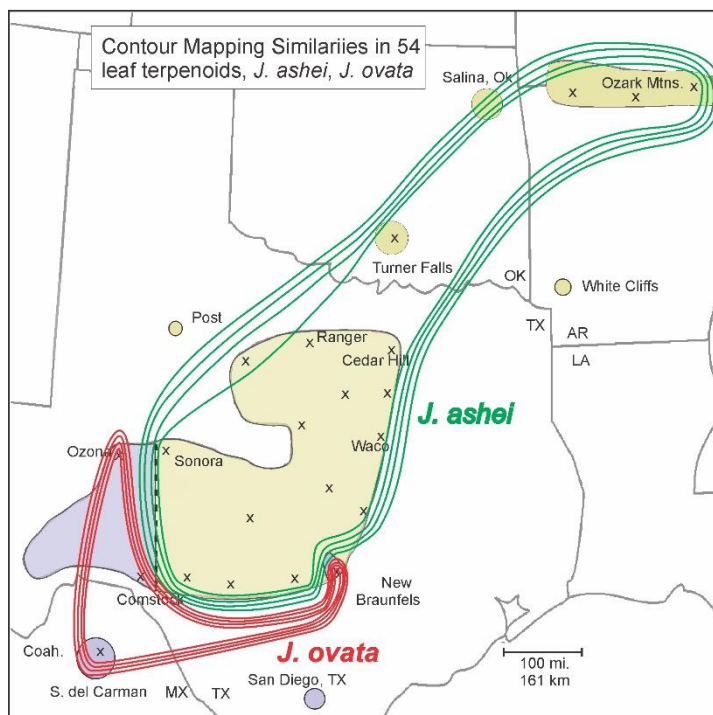 Contour Mapping Similariies in 54
leaf terpenoids, J. ashei, J. ovata
Salina, Ok
Ozark Mtns.
x
x
x
x
Turner Falls
OK
White Cliffs
Post
TX
AR
LA
Ranger
x
Cedar Hill
x
x
x
x
J. ashei
x
Waco
x
Ozona
x
x
Sonora
x
x
x
x
Comstock
x
x
x
x
New
Braunfels
Coah.
x
S. del Carman
MX
TX
J. ovata
San Diego, TX
100 mi.
161 km